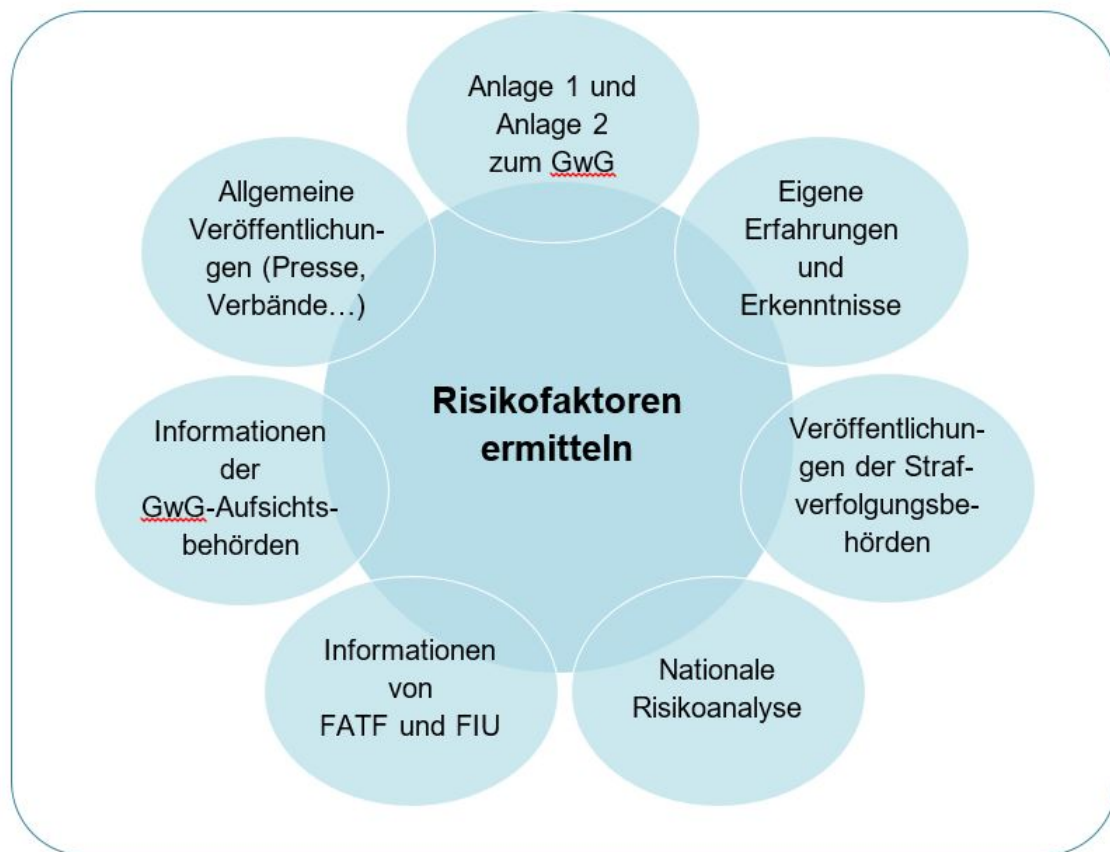 Anlage 1 und
Anlage 2
zum GwG
Eigene
Erfahrungen
und
Erkenntnisse
Veröffentlichun-
gen der Straf-
verfolgungsbe-
hörden
Nationale
Risikoanalyse
Informationen
von
FATF und FIU
Informationen
der
GwG-Aufsichts-
behörden
Allgemeine
Veröffentlichun-
gen (Presse,
Verbände…)
Risikofaktoren
ermitteln